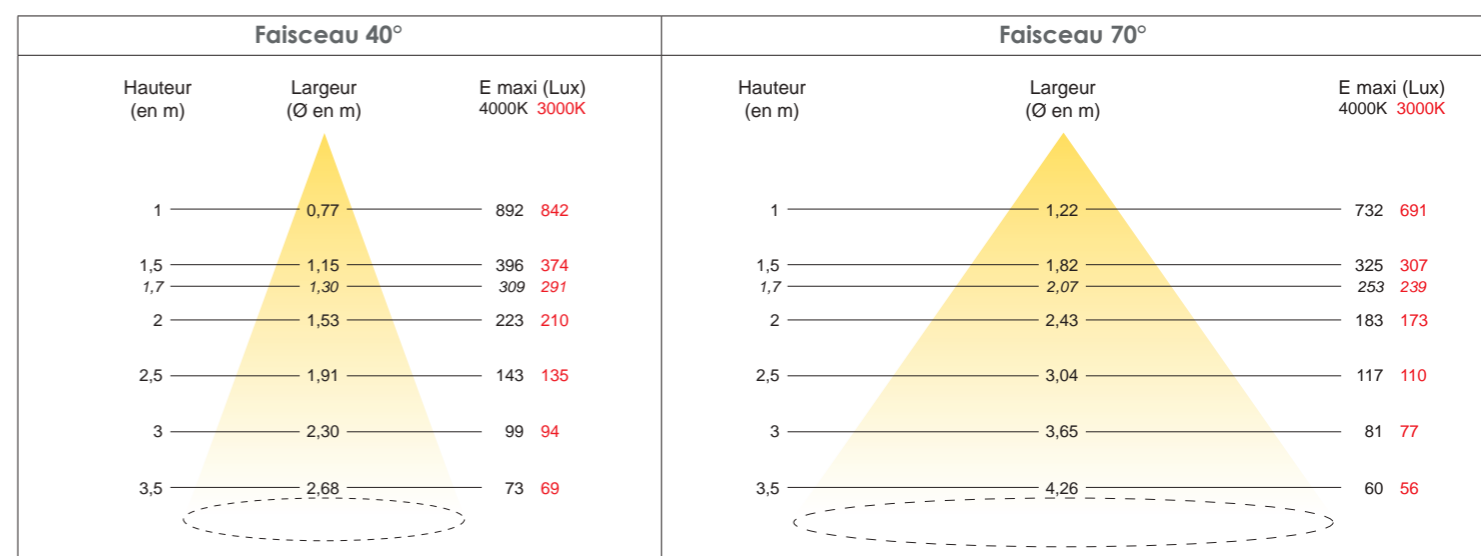 Faisceau 40°
Hauteur (en m) Largeur (Ø en m) E maxi (Lux) 4000K 3000K
1 0,77 892 842
1,5 1,15 396 374
1,7 1,30 309 291
2 1,53 223 210
2,5 1,91 143 135
3 2,30 99 94
3,5 2,68 73 69
Faisceau 70°
Hauteur (en m) Largeur (Ø en m) E maxi (Lux) 4000K 3000K
1 1,22 732 691
1,5 1,82 325 307
1,7 2,07 253 239
2 2,43 183 173
2,5 3,04 117 110
3 3,65 81 77
3,5 4,26 60 56